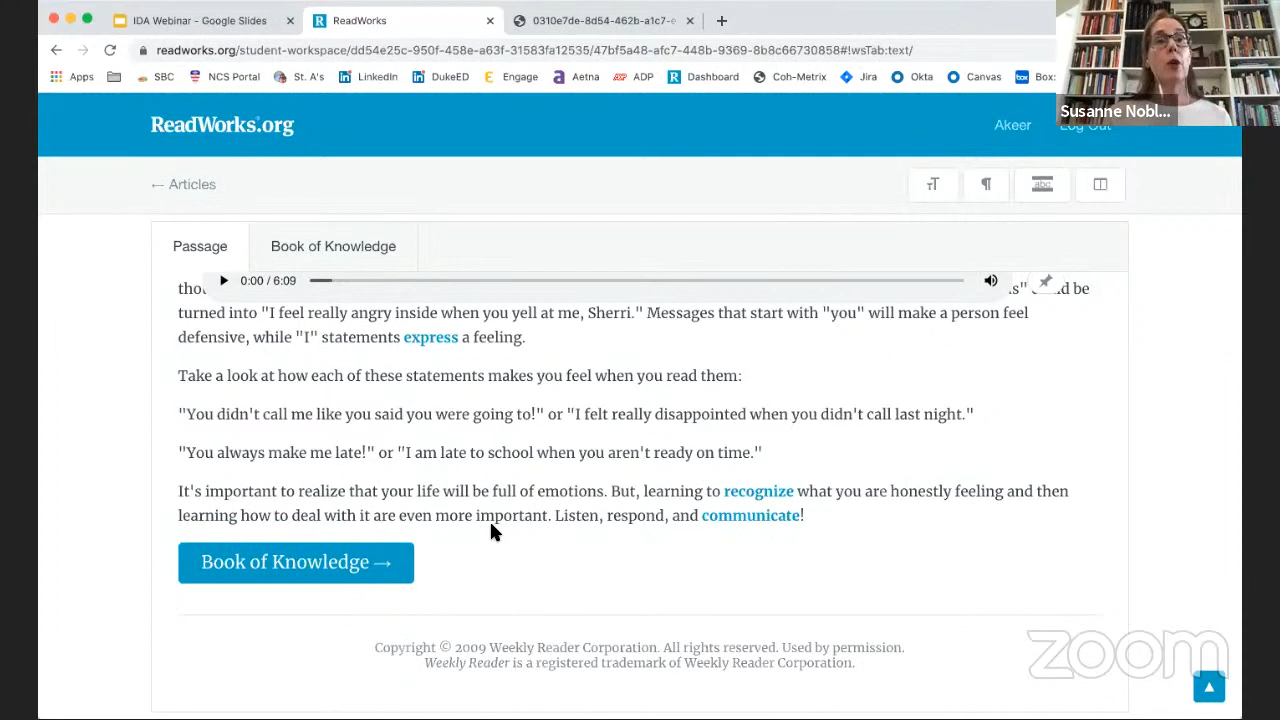 IDA Webinar - Google Slides
ReadWorks
0310e7de-8d54-462b-a1c7-
readworks.org/student-workspace/dd54e25c-950f-458e-a63f-31583fa12535/47bf5a48-afc7-448b-9369-8b8c66730858#!wsTab:text/
Apps SBC NCS Portal St. A's LinkedIn DukeED Engage Aetna ADP Dashboard Coh-Metrix Jira Okta Canvas Box:
Susanne Nobl...
ReadWorks.org
Akeer Log Out
← Articles
TT ¶ abc
Passage Book of Knowledge
0:00 / 6:09
be
turned into "I feel really angry inside when you yell at me, Sherri." Messages that start with "you" will make a person feel
defensive, while "I" statements express a feeling.
Take a look at how each of these statements makes you feel when you read them:
"You didn't call me like you said you were going to!" or "I felt really disappointed when you didn't call last night."
"You always make me late!" or "I am late to school when you aren't ready on time."
It's important to realize that your life will be full of emotions. But, learning to recognize what you are honestly feeling and then
learning how to deal with it are even more important. Listen, respond, and communicate!
Book of Knowledge →
Copyright © 2009 Weekly Reader Corporation. All rights reserved. Used by permission.
Weekly Reader is a registered trademark of Weekly Reader Corporation.
zoom